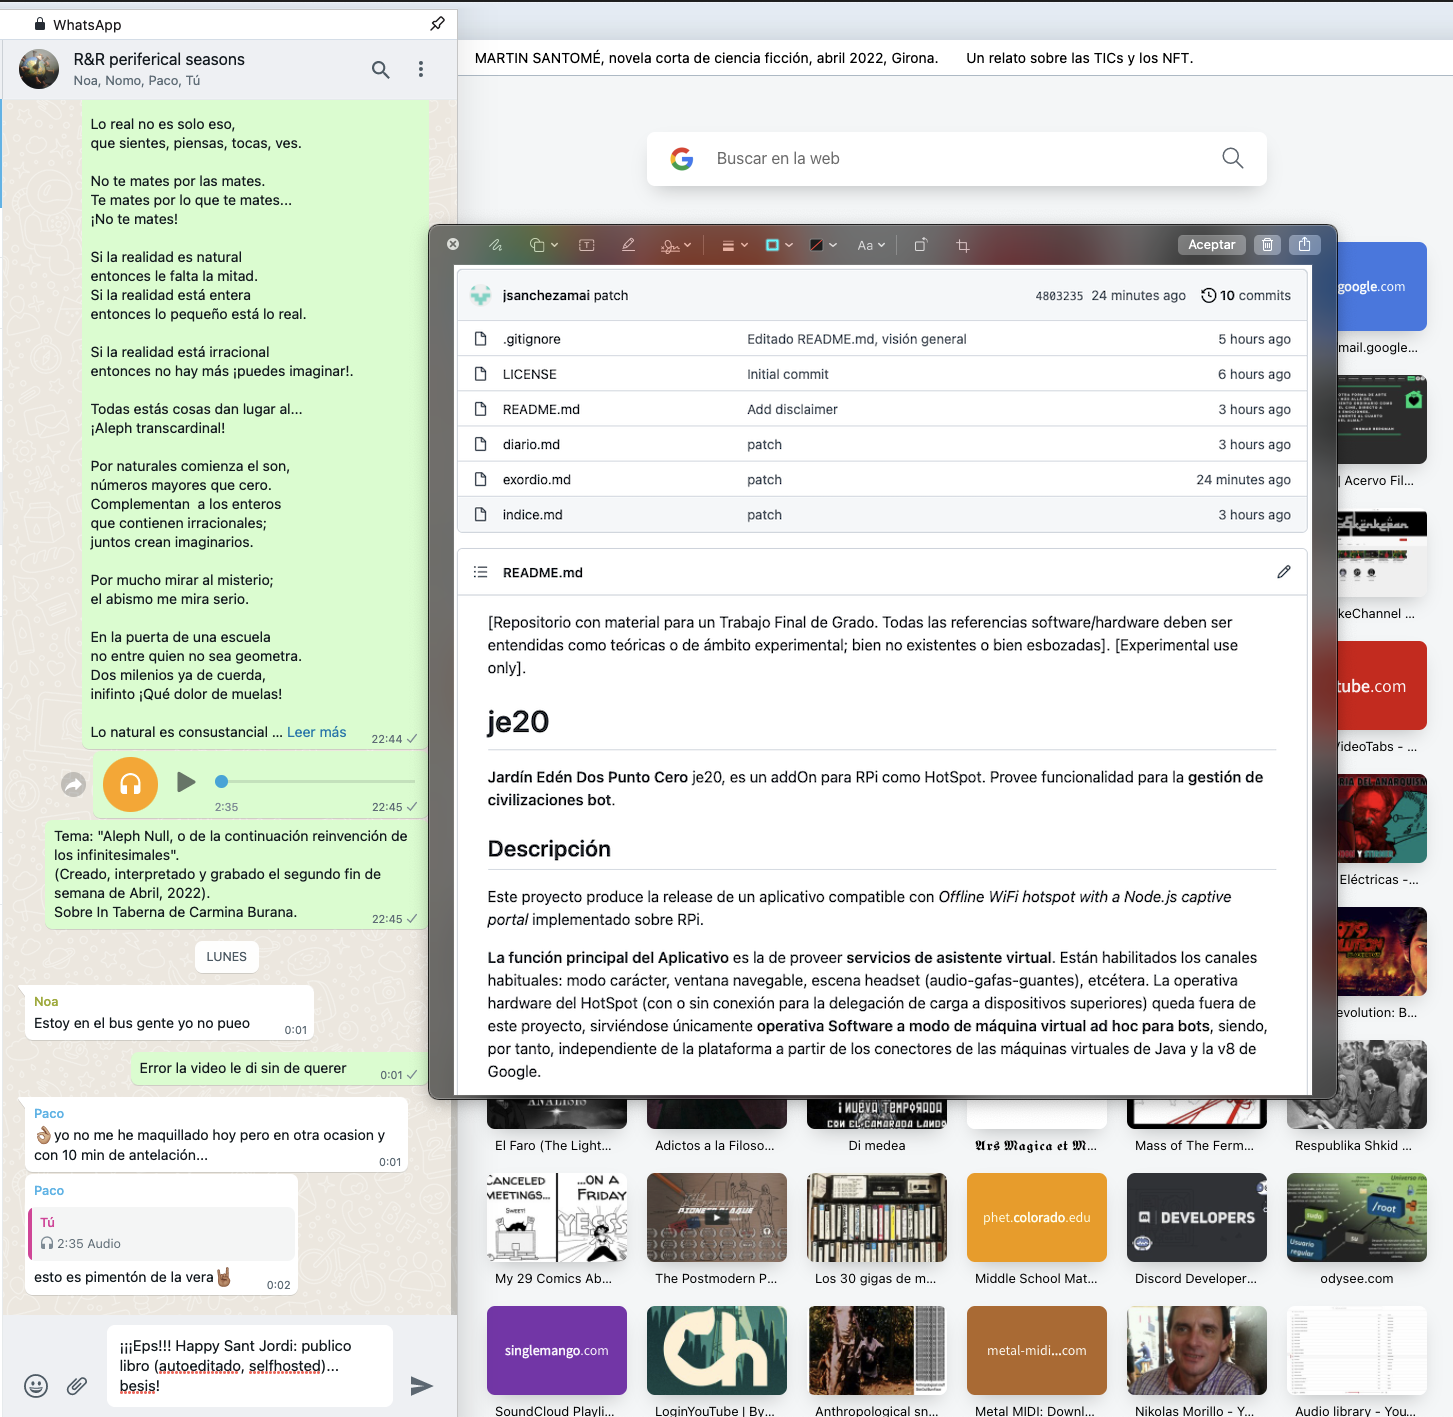 WhatsApp
R&R periferical seasons
Noa, Nomo, Paco, Tú
Lo real no es solo eso,
que sientes, piensas, tocas, ves.
No te mates por las mates.
Te mates por lo que te mates...
¡No te mates!
Si la realidad es natural
entonces le falta la mitad.
Si la realidad está entera
entonces lo pequeño está lo real.
Si la realidad está irracional
entonces no hay más ¡puedes imaginar!.
Todas estás cosas dan lugar al...
¡Aleph transcardinal!
Por naturales comienza el son,
números mayores que cero.
Complementan  a los enteros
que contienen irracionales;
juntos crean imaginarios.
Por mucho mirar al misterio;
el abismo me mira serio.
En la puerta de una escuela
no entre quien no sea geometra.
Dos milenios ya de cuerda,
inifinto ¡Qué dolor de muelas!
Lo natural es consustancial ... Leer más
22:44
2:35
22:45
Tema: "Aleph Null, o de la continuación reinvención de
los infinitesimales".
(Creado, interpretado y grabado el segundo fin de
semana de Abril, 2022).
Sobre In Taberna de Carmina Burana.
22:45
LUNES
Noa
Estoy en el bus gente yo no pueo
0:01
Error la video le di sin de querer
0:01
Paco
👌🏽yo no me he maquillado hoy pero en otra ocasion y
con 10 min de antelación...
0:01
Paco
Tú
2:35 Audio
esto es pimentón de la vera🤘🏽
0:02
¡¡¡Eps!!! Happy Sant Jordi: publico
libro (autoeditado, selfhosted)...
besis!
MARTIN SANTOMÉ, novela corta de ciencia ficción, abril 2022, Girona.
Un relato sobre las TICs y los NFT.
Buscar en la web
Aa
Aceptar
jsanchezamai patch
4803235 24 minutes ago
10 commits
.gitignore
Editado README.md, visión general
5 hours ago
LICENSE
Initial commit
6 hours ago
README.md
Add disclaimer
3 hours ago
diario.md
patch
3 hours ago
exordio.md
patch
24 minutes ago
indice.md
patch
3 hours ago
README.md
[Repositorio con material para un Trabajo Final de Grado. Todas las referencias software/hardware deben ser
entendidas como teóricas o de ámbito experimental; bien no existentes o bien esbozadas]. [Experimental use
only].
je20
Jardín Edén Dos Punto Cero je20, es un addOn para RPi como HotSpot. Provee funcionalidad para la gestión de
civilizaciones bot.
Descripción
Este proyecto produce la release de un aplicativo compatible con Offline WiFi hotspot with a Node.js captive
portal implementado sobre RPi.
La función principal del Aplicativo es la de proveer servicios de asistente virtual. Están habilitados los canales
habituales: modo carácter, ventana navegable, escena headset (audio-gafas-guantes), etcétera. La operativa
hardware del HotSpot (con o sin conexión para la delegación de carga a dispositivos superiores) queda fuera de
este proyecto, sirviéndose únicamente operativa Software a modo de máquina virtual ad hoc para bots, siendo,
por tanto, independiente de la plataforma a partir de los conectores de las máquinas virtuales de Java y la v8 de
Google.
google.com
mail.google...
| Acervo Fil...
keChannel ...
tube.com
VideoTabs - ...
Eléctricas -...
evolution: B...
ANÁLISIS
¡NUEVA TEMPORADA
CON EL CAMARADA LANDO
El Faro (The Light...
Adictos a la Filoso...
Di medea
Ars Magica et M...
Mass of The Ferm...
Respublika Shkid ...
CANCELED
MEETINGS...
...ON A
FRIDAY
SWEET!
YESSS
phet.colorado.edu
DEVELOPERS
/root
sudo
Usuario
regular
tú
My 29 Comics Ab...
The Postmodern P...
Los 30 gigas de m...
Middle School Mat...
Discord Developer...
odysee.com
singlemango.com
Ch
metal-midi...com
SoundCloud Playli...
LoginYouTube | By...
Anthropological sn...
Metal MIDI: Downl...
Nikolas Morillo - Y...
Audio library - You...